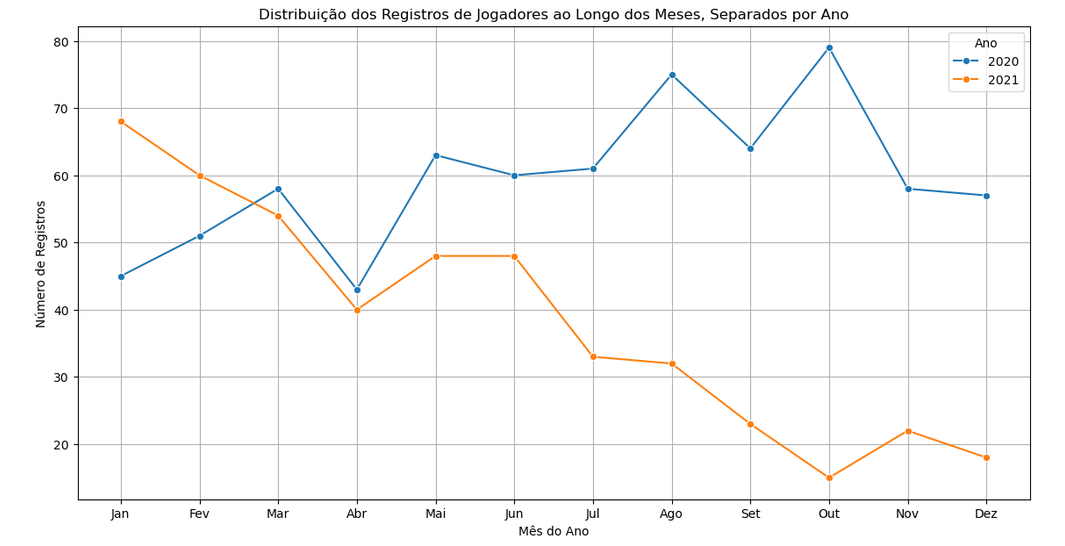 Distribuição dos Registros de Jogadores ao Longo dos Meses, Separados por Ano
Ano
2020
2021
Número de Registros
80
70
60
50
40
30
20
Jan Fev Mar Abr Mai Jun Jul Ago Set Out Nov Dez
Mês do Ano